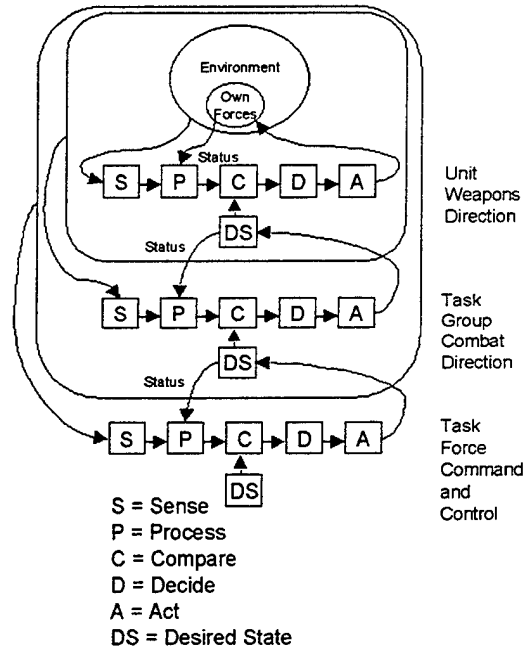 Environment
Own
Forces
Status
S P C D A
Unit
Weapons
Direction
DS
Status
S P C D A
Task
Group
Combat
Direction
DS
Status
S P C D A
Task
Force
Command
and
Control
DS
S = Sense
P = Process
C = Compare
D = Decide
A = Act
DS = Desired State